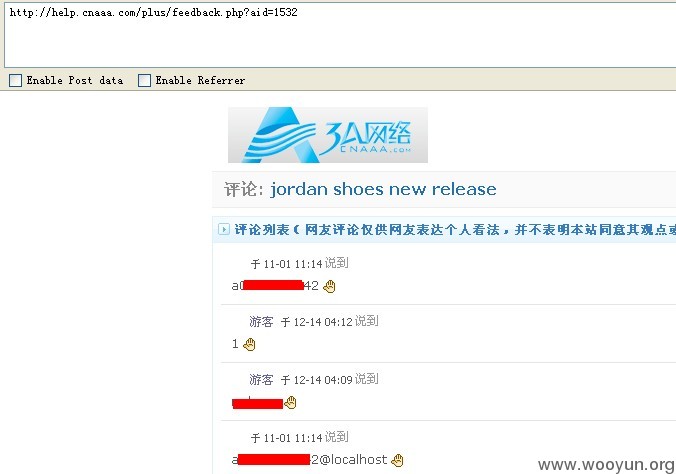 http://help.cnaaa.com/plus/feedback.php?aid=1532
Enable Post data Enable Referrer
3A网络
CNAAA.COM
评论: jordan shoes new release
评论列表 ( 网友评论仅供网友表达个人看法，并不表明本站同意其观点或
于 11-01 11:14 说到
42
游客 于 12-14 04:12 说到
1
游客 于 12-14 04:09 说到
于 11-01 11:14 说到
a 2@localhost
www.wooyun.org